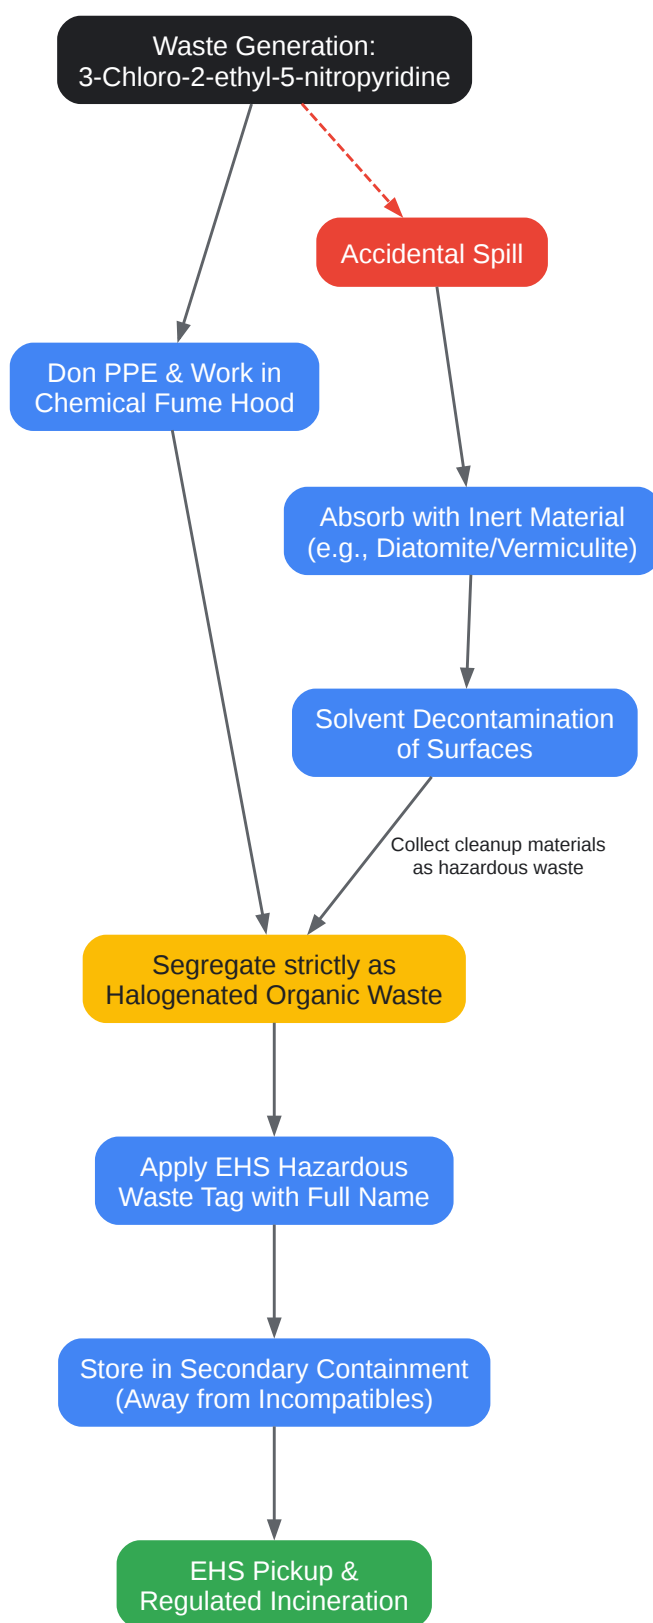 Waste Generation:
3-Chloro-2-ethyl-5-nitropyridine
Accidental Spill
Don PPE & Work in
Chemical Fume Hood
Absorb with Inert Material
(e.g., Diatomite/Vermiculite)
Solvent Decontamination
of Surfaces
Collect cleanup materials
as hazardous waste
Segregate strictly as
Halogenated Organic Waste
Apply EHS Hazardous
Waste Tag with Full Name
Store in Secondary Containment
(Away from Incompatibles)
EHS Pickup &
Regulated Incineration